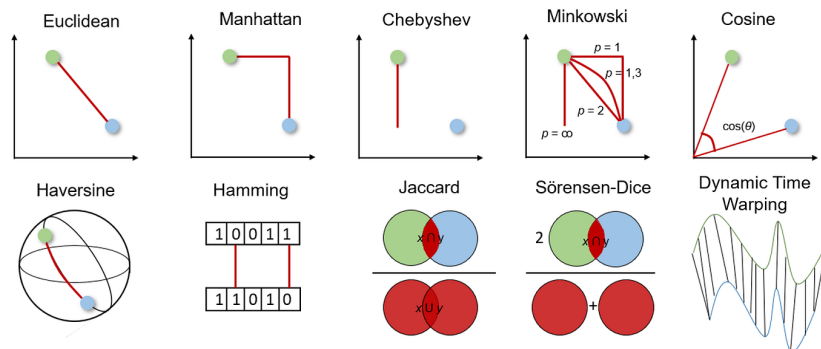 Euclidean
Manhattan
Chebyshev
Minkowski
Cosine
p = 1
p = 1,3
p = 2
p = ∞
cos(θ)
Haversine
Hamming
Jaccard
Sörensen-Dice
Dynamic Time
Warping
1 0 0 1 1
1 1 0 1 0
x ∩ y
x ∪ y
2
x ∩ y
+